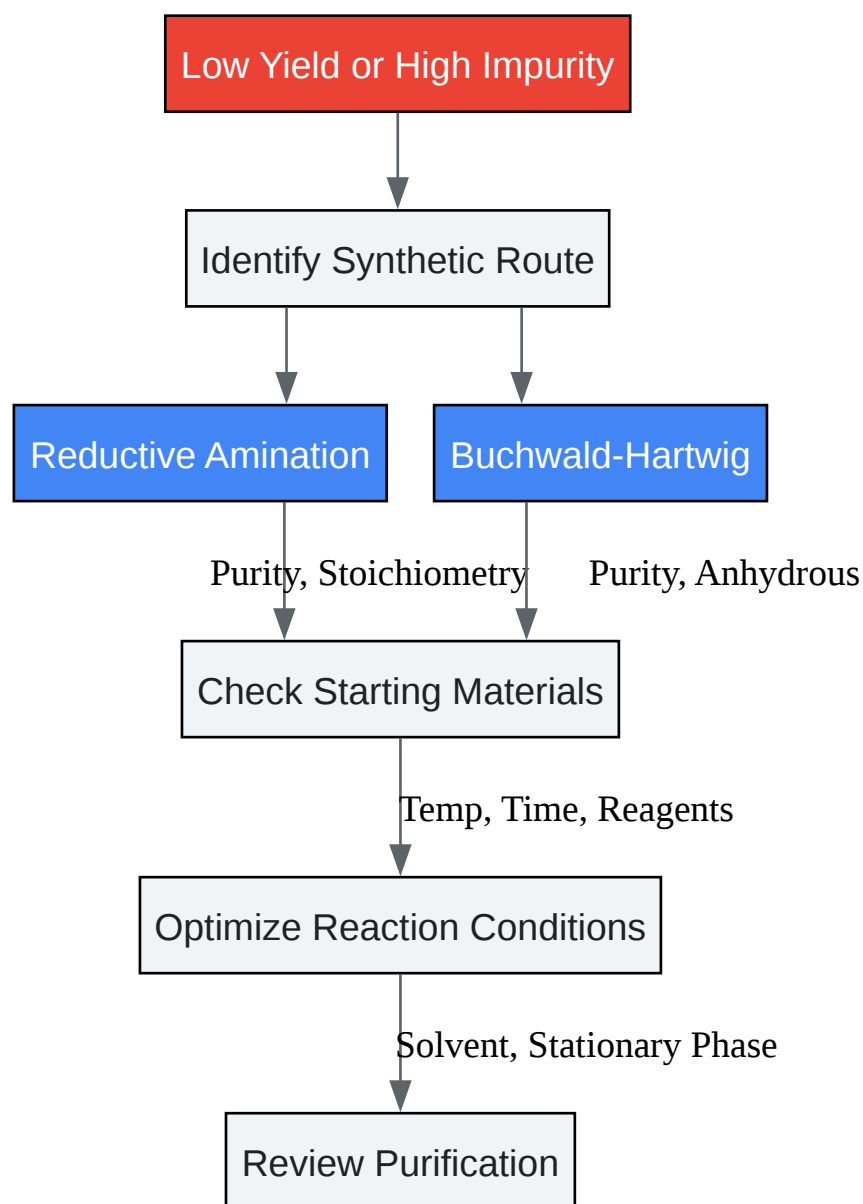 Low Yield or High Impurity
Identify Synthetic Route
Reductive Amination
Buchwald-Hartwig
Purity, Stoichiometry
Purity, Anhydrous
Check Starting Materials
Temp, Time, Reagents
Optimize Reaction Conditions
Solvent, Stationary Phase
Review Purification